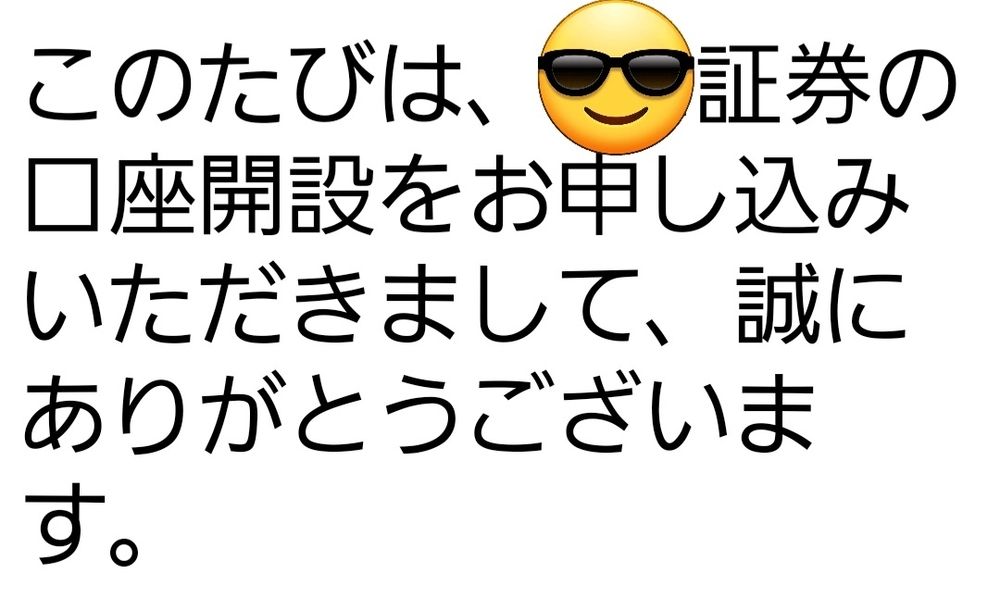 このたびは、😎証券の
口座開設をお申し込み
いただきまして、誠に
ありがとうございま
す。